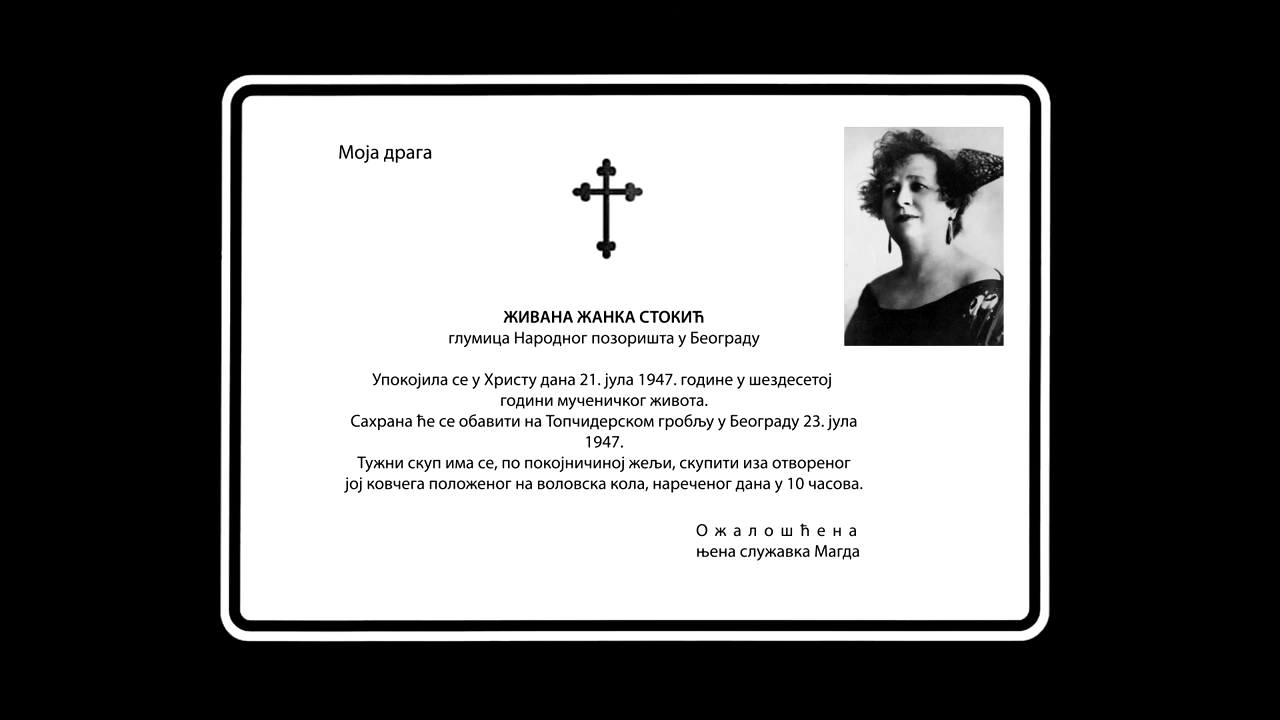 Моја драга
ЖИВАНА ЖАНКА СТОКИЋ
глумица Народног позоришта у Београду
Упокојила се у Христу дана 21. јула 1947. године у шездесетој
години мученичког живота.
Сахрана ће се обавити на Топчидерском гробљу у Београду 23. јула
1947.
Тужни скуп има се, по покојничиној жељи, скупити иза отвореног
јој ковчега положеног на воловска кола, нареченог дана у 10 часова.
О ж а л о ш ћ е н а
њена служавка Магда